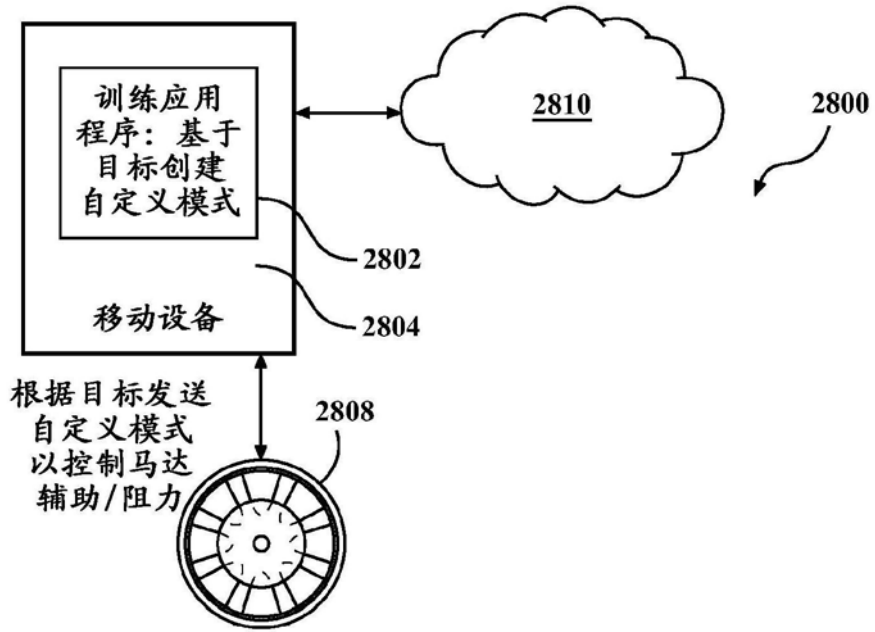 训练应用
程序：基于
目标创建
自定义模式
2810
2800
2802
2804
移动设备
根据目标发送
自定义模式
以控制马达
辅助/阻力
2808